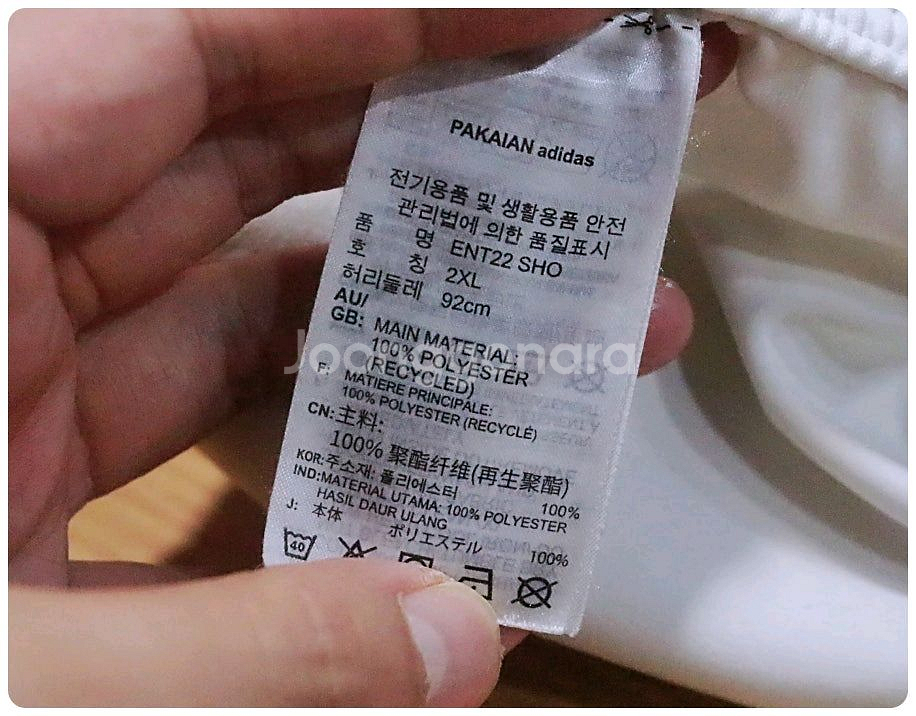 PAKAIAN adidas
전기용품 및 생활용품 안전
관리법에 의한 품질표시
품 명 ENT22 SHO
호 칭 2XL
허리둘레 92cm
AU/
GB: MAIN MATERIAL:
100% POLYESTER
(RECYCLED)
F: MATIERE PRINCIPALE:
100% POLYESTER (RECYCLÉ)
CN: 主料:
100% 聚酯纤维(再生聚酯)
KOR: 주소재: 폴리에스터 100%
IND: MATERIAL UTAMA: 100% POLYESTER
HASIL DAUR ULANG
J: 本体 ポリエステル 100%
40
Joonggonara